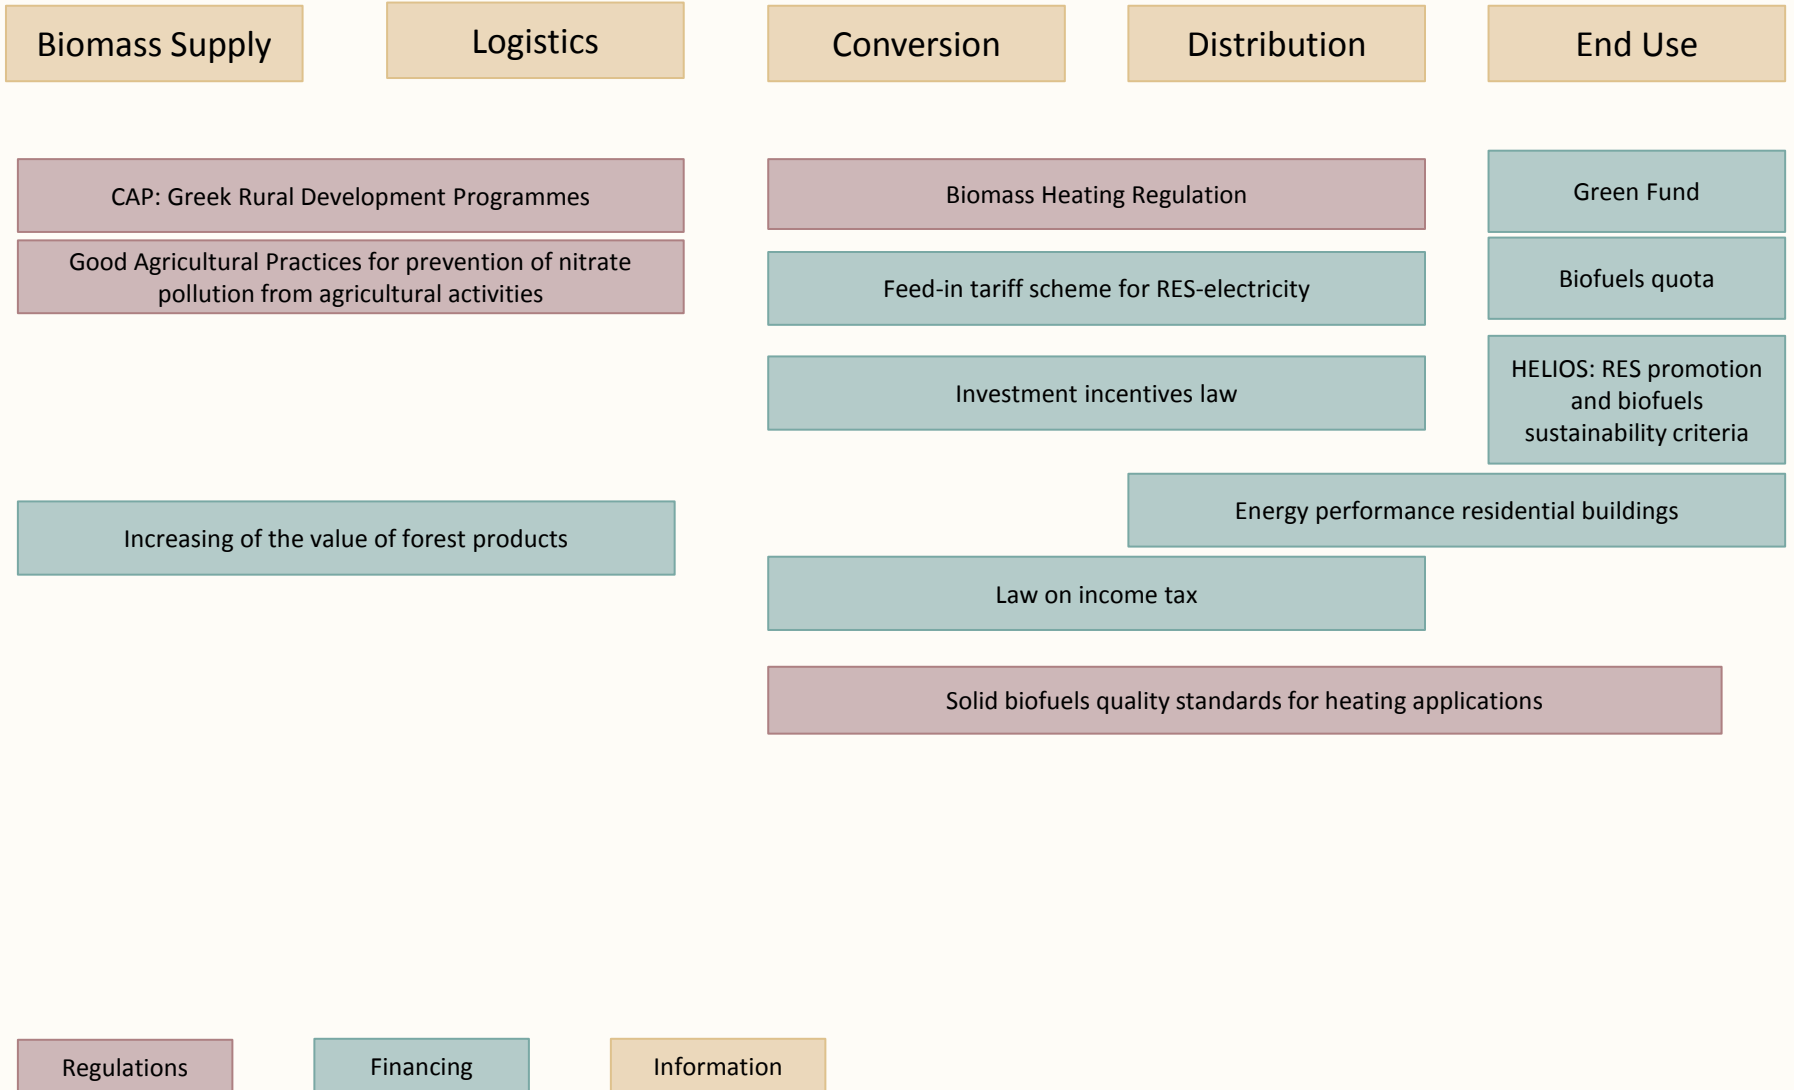 Biomass Supply
Logistics
Conversion
Distribution
End Use
CAP: Greek Rural Development Programmes
Biomass Heating Regulation
Green Fund
Good Agricultural Practices for prevention of nitrate
pollution from agricultural activities
Feed-in tariff scheme for RES-electricity
Biofuels quota
Investment incentives law
HELIOS: RES promotion
and biofuels
sustainability criteria
Increasing of the value of forest products
Energy performance residential buildings
Law on income tax
Solid biofuels quality standards for heating applications
Regulations
Financing
Information